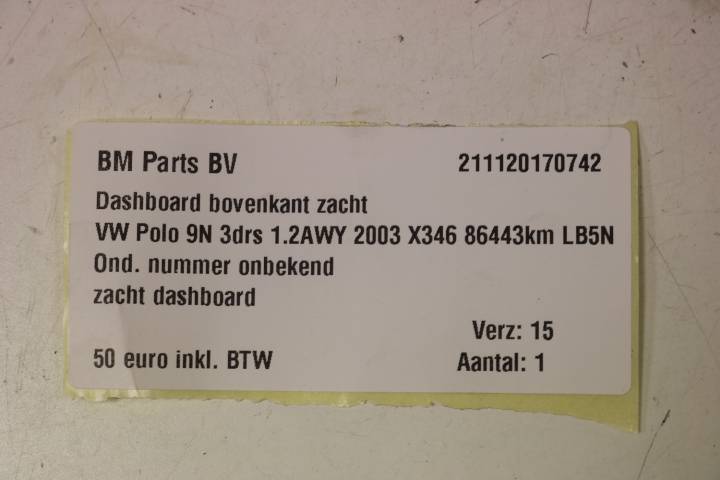 BM Parts BV 211120170742
Dashboard bovenkant zacht
VW Polo 9N 3drs 1.2AWY 2003 X346 86443km LB5N
Ond. nummer onbekend
zacht dashboard
Verz: 15
50 euro inkl. BTW Aantal: 1